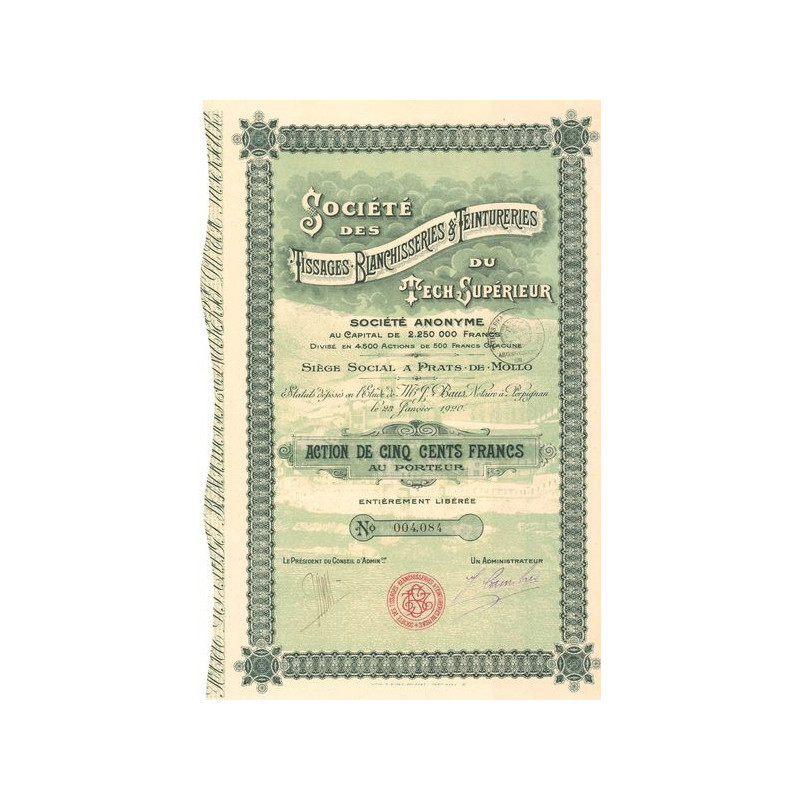 SOCIÉTÉ
DES
TISSAGES·BLANCHISSERIES & TEINTURERIES
DU
TECH SUPÉRIEUR
SOCIÉTÉ ANONYME
AU CAPITAL DE 2.250 000 FRANCS
DIVISÉ EN 4.500 ACTIONS DE 500 FRANCS CHACUNE
SIÈGE SOCIAL A PRATS-DE-MOLLO
Statuts déposés en l'Etude de Me J. Baus, Notaire à Perpignan
le 23 Janvier 1920.
ACTION DE CINQ CENTS FRANCS
AU PORTEUR
ENTIÈREMENT LIBÉRÉE
No 004.084
LE PRÉSIDENT DU CONSEIL D'ADMIN.on
UN ADMINISTRATEUR